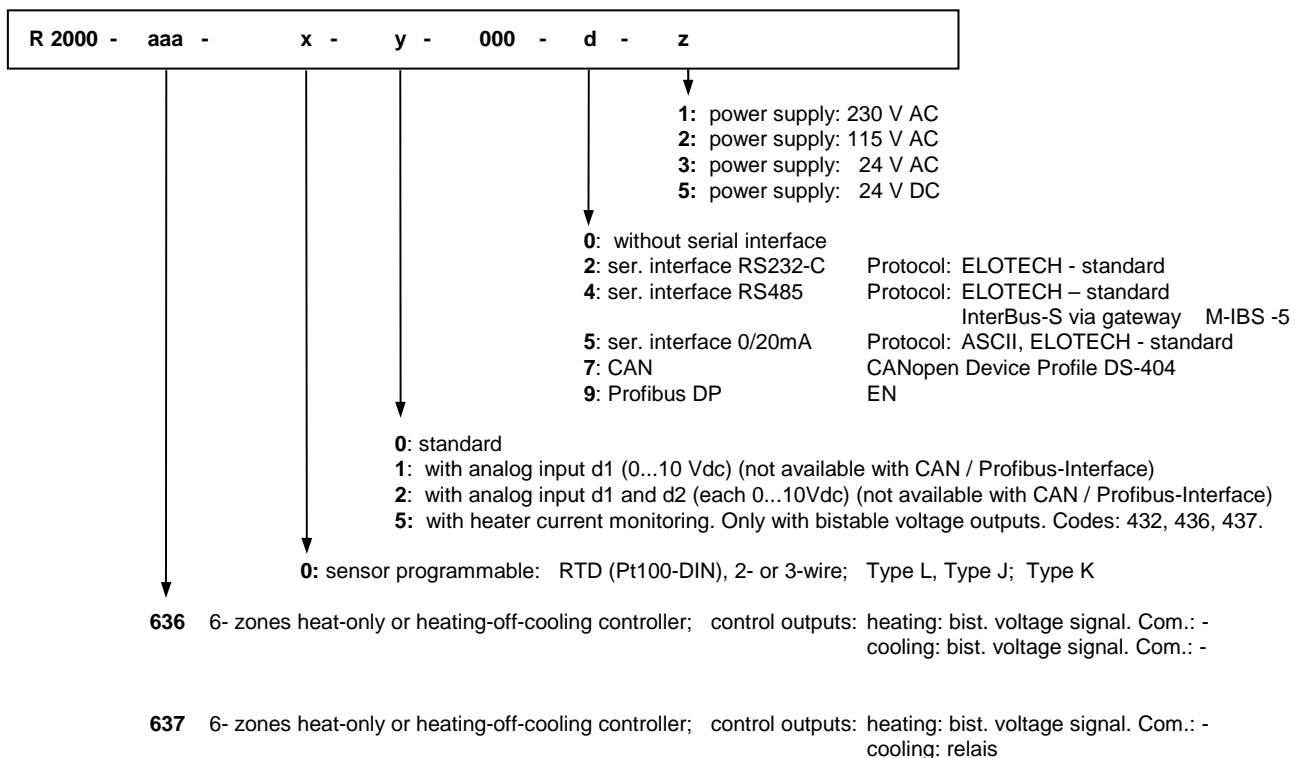 R 2000 - aaa - x - y - 000 - d - z
1: power supply: 230 V AC
2: power supply: 115 V AC
3: power supply: 24 V AC
5: power supply: 24 V DC
0: without serial interface
2: ser. interface RS232-C Protocol: ELOTECH - standard
4: ser. interface RS485 Protocol: ELOTECH – standard
InterBus-S via gateway M-IBS -5
5: ser. interface 0/20mA Protocol: ASCII, ELOTECH - standard
7: CAN CANopen Device Profile DS-404
9: Profibus DP EN
0: standard
1: with analog input d1 (0...10 Vdc) (not available with CAN / Profibus-Interface)
2: with analog input d1 and d2 (each 0...10Vdc) (not available with CAN / Profibus-Interface)
5: with heater current monitoring. Only with bistable voltage outputs. Codes: 432, 436, 437.
0: sensor programmable: RTD (Pt100-DIN), 2- or 3-wire; Type L, Type J; Type K
636 6- zones heat-only or heating-off-cooling controller; control outputs: heating: bist. voltage signal. Com.: -
cooling: bist. voltage signal. Com.: -
637 6- zones heat-only or heating-off-cooling controller; control outputs: heating: bist. voltage signal. Com.: -
cooling: relais